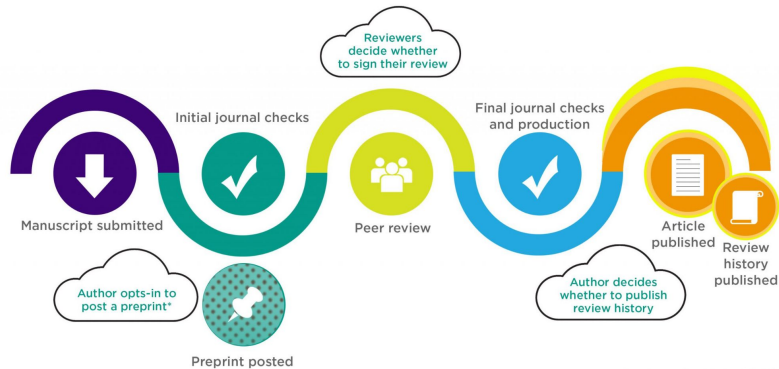 Reviewers
decide whether
to sign their review
Initial journal checks
Final journal checks
and production
Manuscript submitted
Peer review
Article
published
Review
history
published
Author opts-in to
post a preprint*
Author decides
whether to publish
review history
Preprint posted